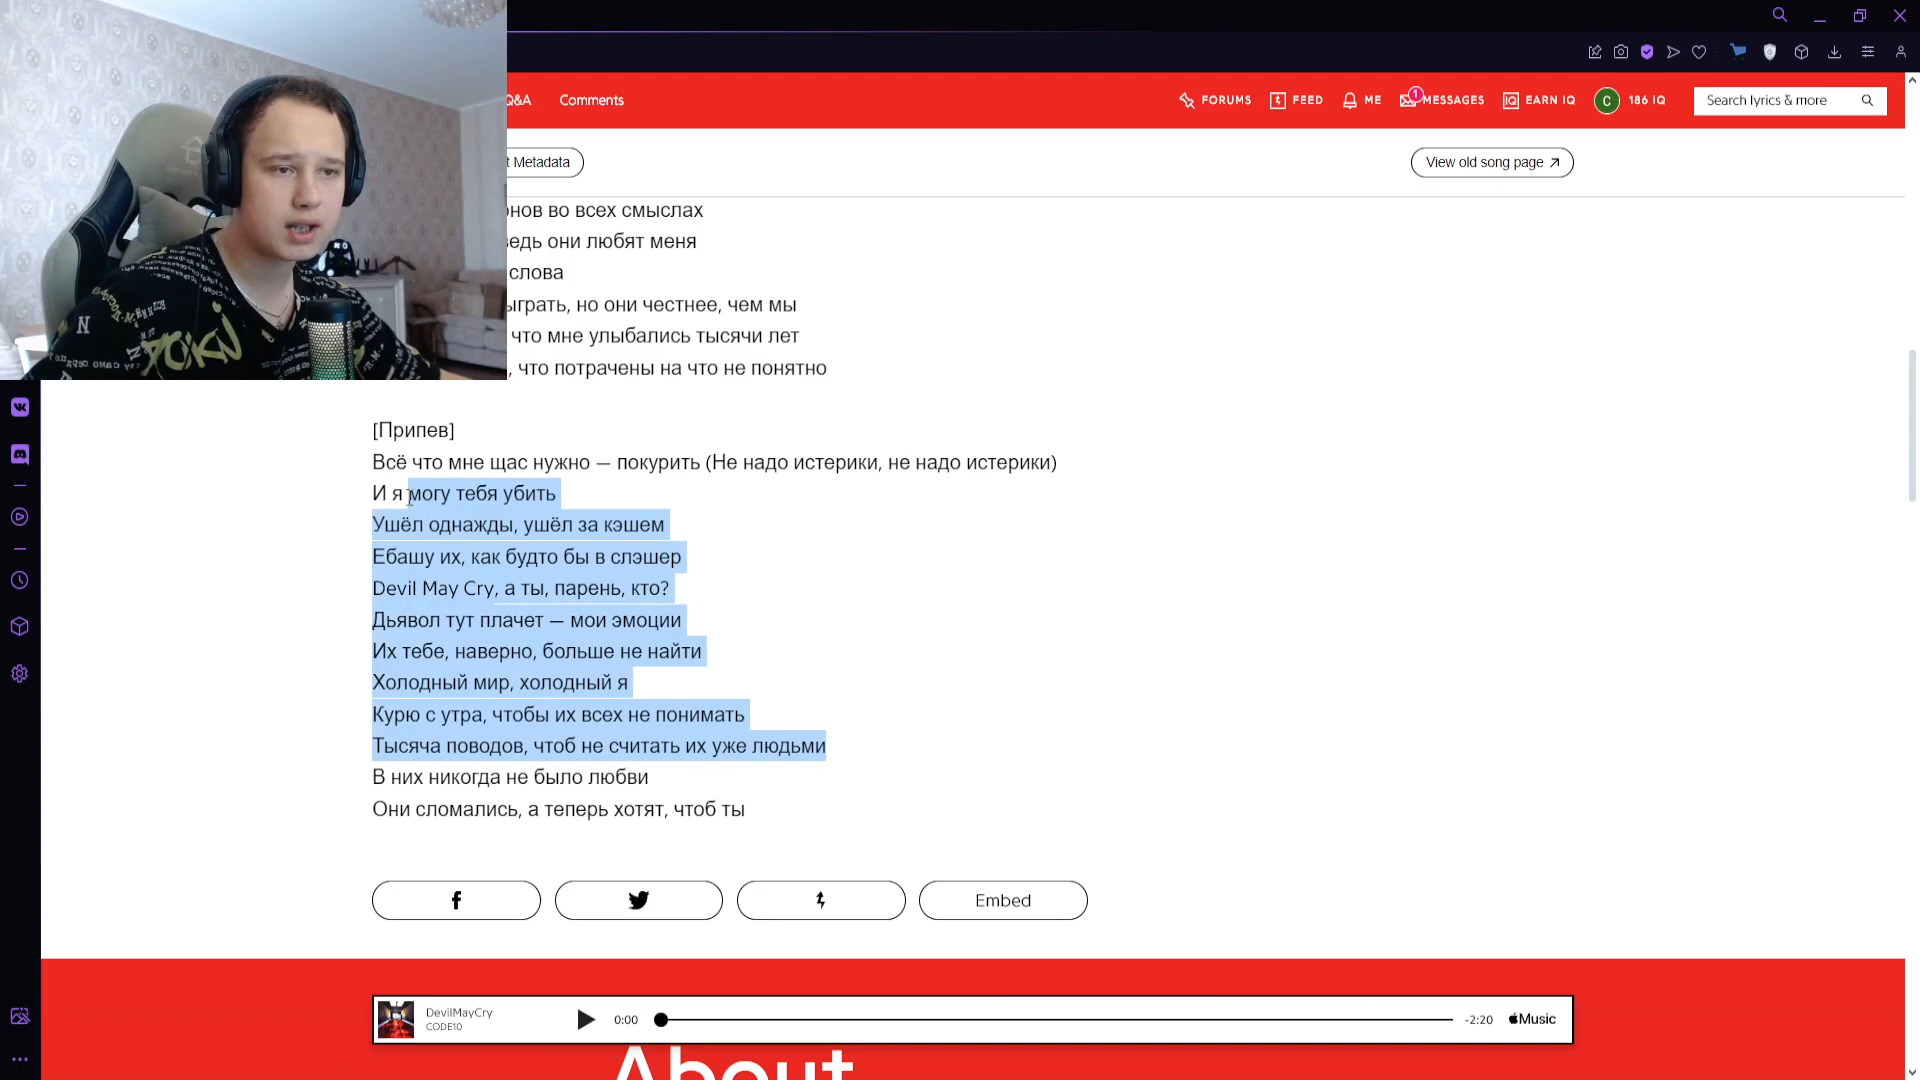 Q&A
Comments
FORUMS
FEED
ME
1
MESSAGES
IQ
EARN IQ
C
186 IQ
Search lyrics & more
t Metadata
View old song page
нов во всех смыслах
ведь они любят меня
слова
ыграть, но они честнее, чем мы
что мне улыбались тысячи лет
, что потрачены на что не понятно
[Припев]
Всё что мне щас нужно — покурить (Не надо истерики, не надо истерики)
И я могу тебя убить
Ушёл однажды, ушёл за кэшем
Ебашу их, как будто бы в слэшер
Devil May Cry, а ты, парень, кто?
Дьявол тут плачет — мои эмоции
Их тебе, наверно, больше не найти
Холодный мир, холодный я
Курю с утра, чтобы их всех не понимать
Тысяча поводов, чтоб не считать их уже людьми
В них никогда не было любви
Они сломались, а теперь хотят, чтоб ты
Embed
DevilMayCry
CODE10
0:00
-2:20
Music
About